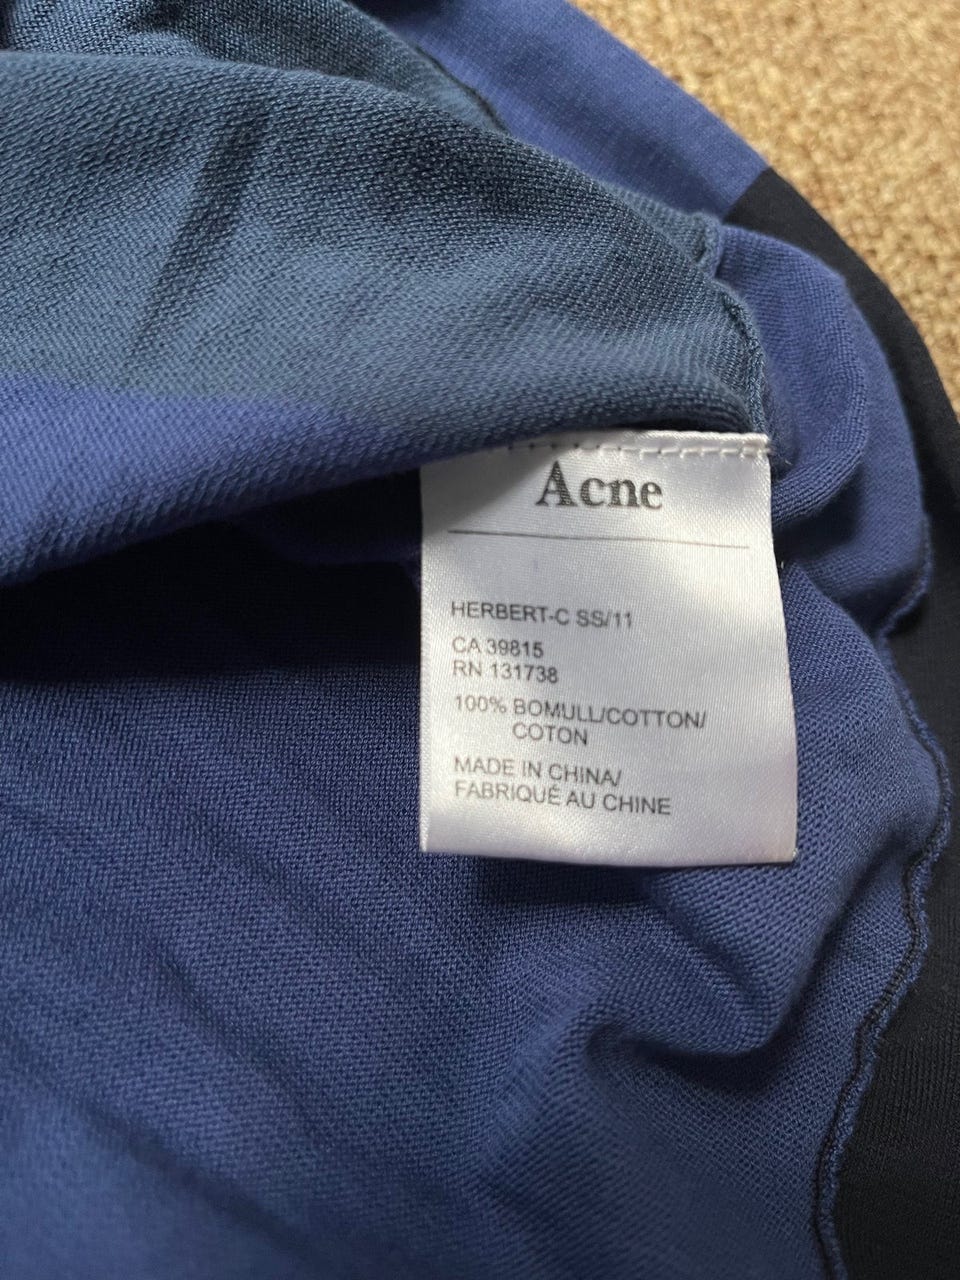 Acne
HERBERT-C SS/11
CA 39815
RN 131738
100% BOMULL/COTTON/
COTON
MADE IN CHINA/
FABRIQUÉ AU CHINE